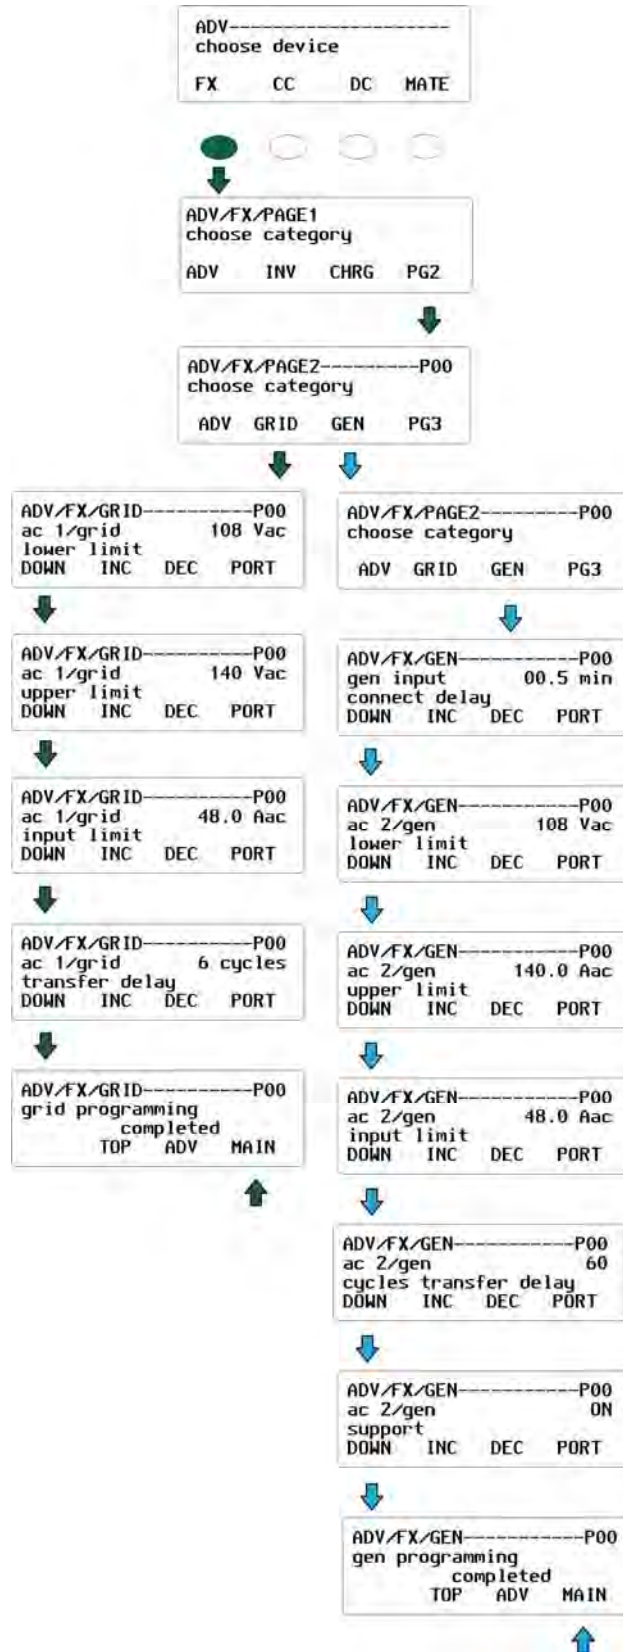 ADV----------------------
choose device
FX CC DC MATE
ADV/FX/PAGE1
choose category
ADV INV CHRG PG2
ADV/FX/PAGE2---------P00
choose category
ADV GRID GEN PG3
ADV/FX/GRID----------P00
ac 1/grid 108 Vac
lower limit
DOWN INC DEC PORT
ADV/FX/GRID----------P00
ac 1/grid 140 Vac
upper limit
DOWN INC DEC PORT
ADV/FX/GRID----------P00
ac 1/grid 48.0 Aac
input limit
DOWN INC DEC PORT
ADV/FX/GRID----------P00
ac 1/grid 6 cycles
transfer delay
DOWN INC DEC PORT
ADV/FX/GRID----------P00
grid programming
completed
TOP ADV MAIN
ADV/FX/PAGE2---------P00
choose category
ADV GRID GEN PG3
ADV/FX/GEN-----------P00
gen input 00.5 min
connect delay
DOWN INC DEC PORT
ADV/FX/GEN-----------P00
ac 2/gen 108 Vac
lower limit
DOWN INC DEC PORT
ADV/FX/GEN-----------P00
ac 2/gen 140.0 Aac
upper limit
DOWN INC DEC PORT
ADV/FX/GEN-----------P00
ac 2/gen 48.0 Aac
input limit
DOWN INC DEC PORT
ADV/FX/GEN-----------P00
ac 2/gen 60
cycles transfer delay
DOWN INC DEC PORT
ADV/FX/GEN-----------P00
ac 2/gen ON
support
DOWN INC DEC PORT
ADV/FX/GEN-----------P00
gen programming
completed
TOP ADV MAIN